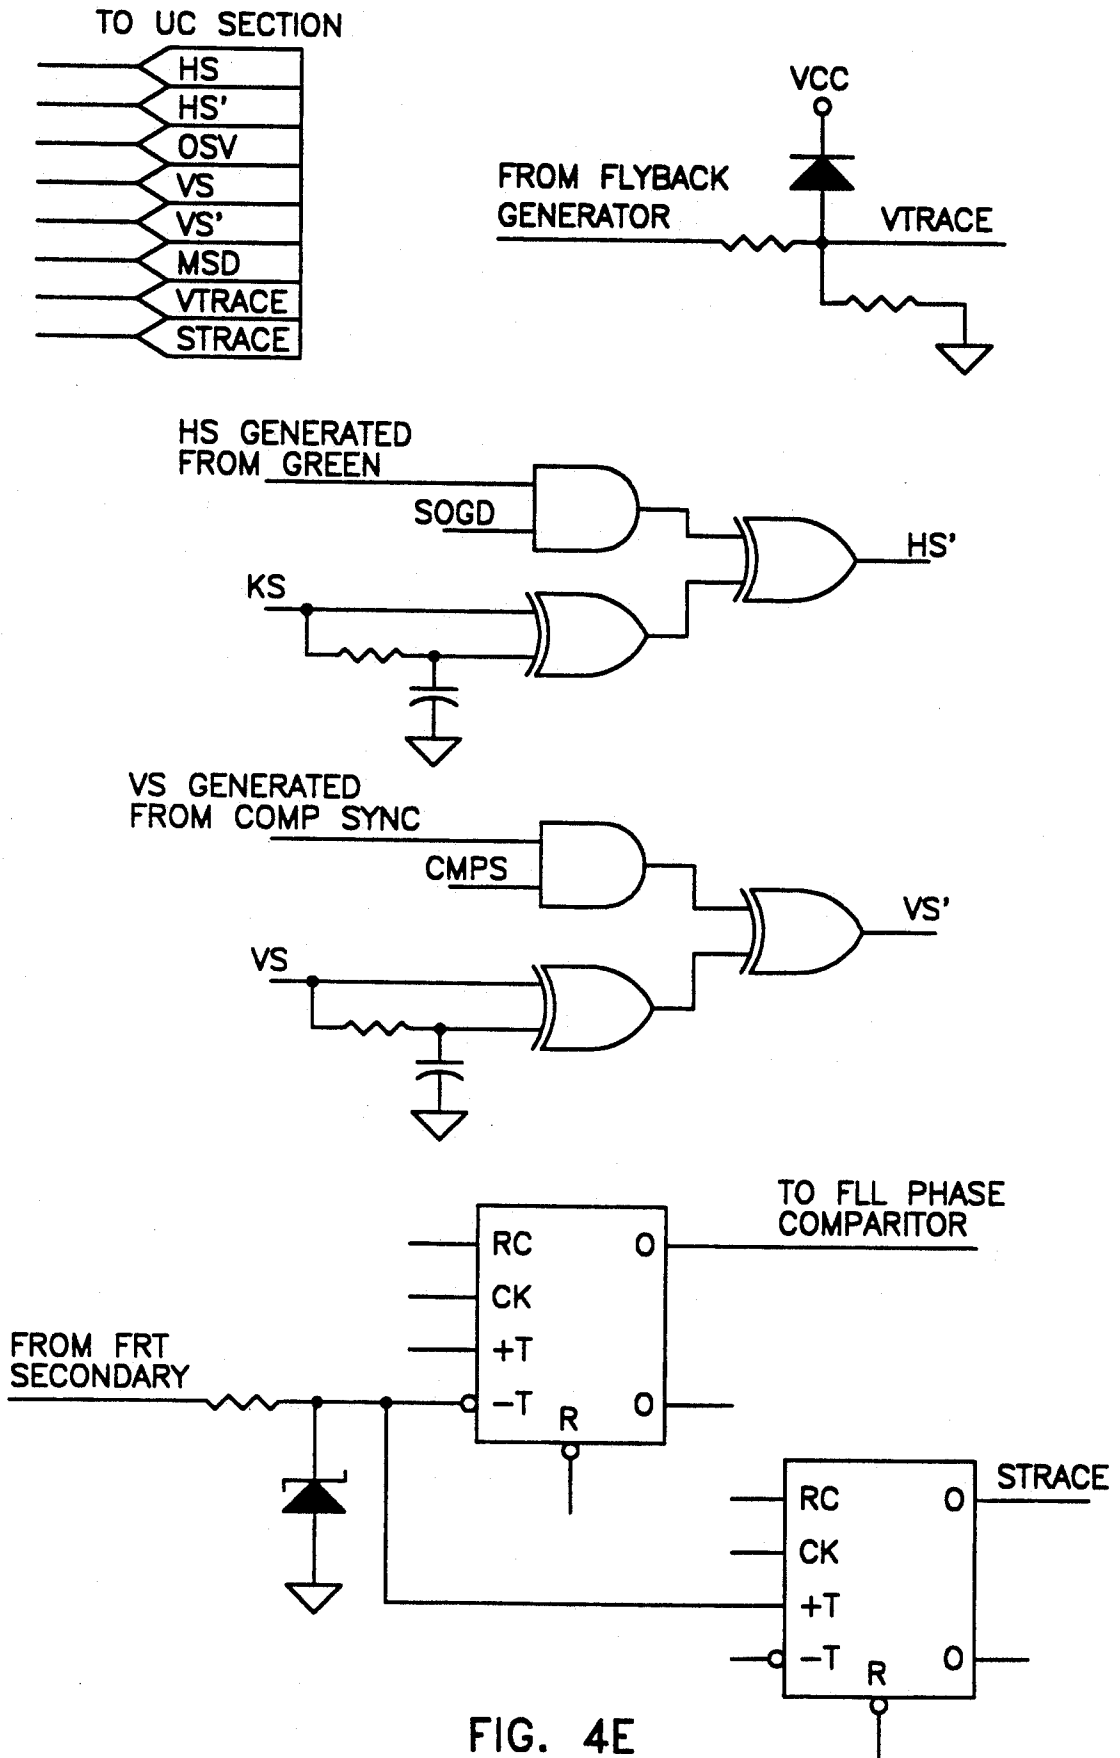 TO UC SECTION
HS
HS'
OSV
VS
VS'
MSD
VTRACE
STRACE
VCC
FROM FLYBACK
GENERATOR
VTRACE
HS GENERATED
FROM GREEN
SOGD
HS'
KS
VS GENERATED
FROM COMP SYNC
CMPS
VS'
VS
TO FLL PHASE
COMPARITOR
RC O
CK
+T
-T R O
FROM FRT
SECONDARY
STRACE
RC O
CK
+T
-T R O
FIG. 4E